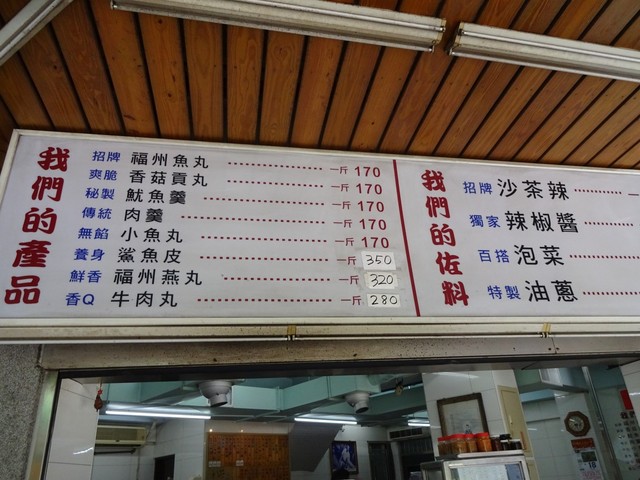 我們的產品
招牌 福州魚丸 一斤 170
爽脆 香菇貢丸 一斤 170
秘製 魷魚羹 一斤 170
傳統 肉羹 一斤 170
無餡 小魚丸 一斤 170
養身 鯊魚皮 一斤 350
鮮香 福州燕丸 一斤 320
香Q 牛肉丸 一斤 280
我們的佐料
招牌 沙茶辣
獨家 辣椒醬
百搭 泡菜
特製 油蔥